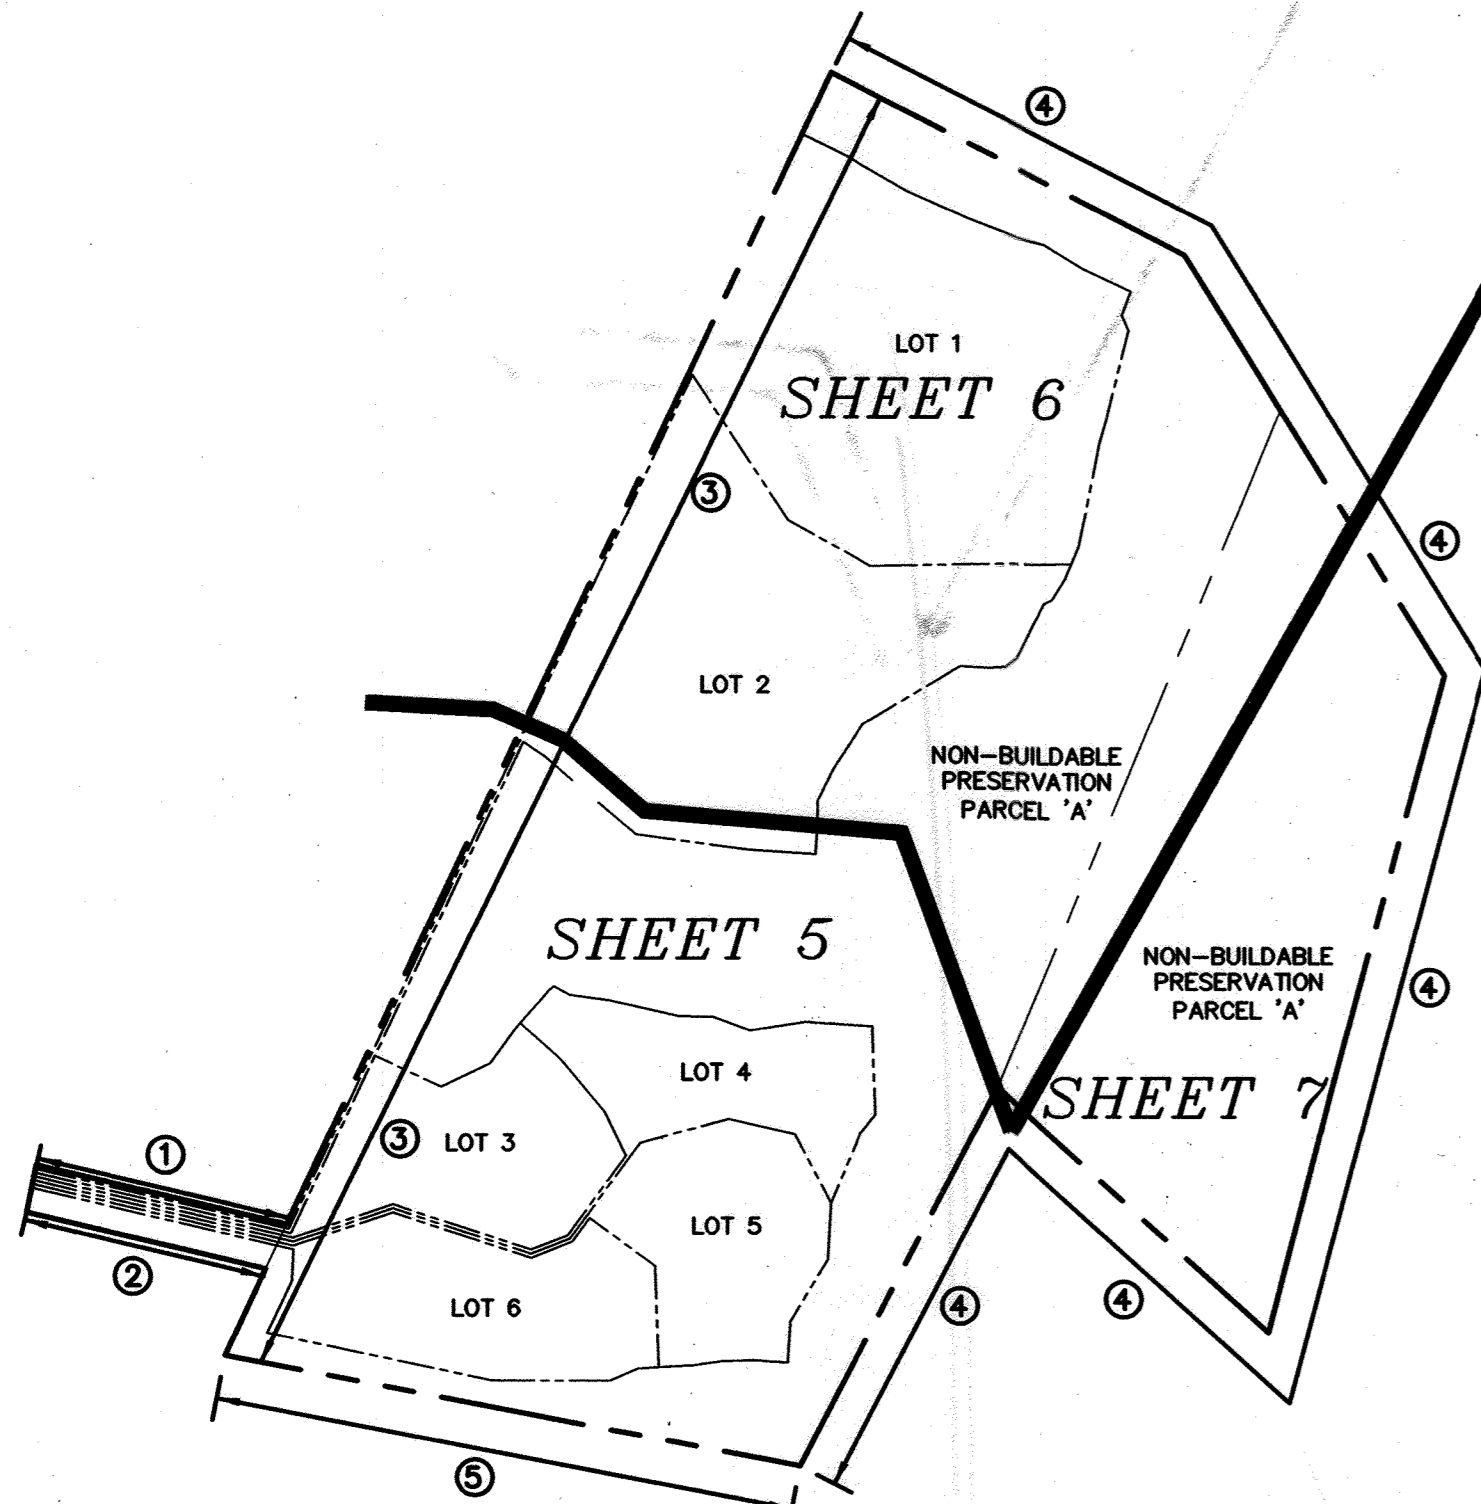 ④
LOT 1
SHEET 6
③
④
LOT 2
NON-BUILDABLE
PRESERVATION
PARCEL 'A'
SHEET 5
NON-BUILDABLE
PRESERVATION
PARCEL 'A'
④
LOT 4
SHEET 7
③
LOT 3
①
LOT 5
②
LOT 6
④
④
⑤